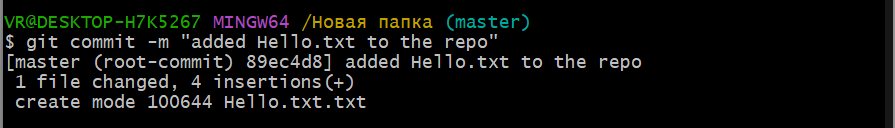 VR@DESKTOP-H7K5267 MINGW64 /Новая папка (master)
$ git commit -m "added Hello.txt to the repo"
[master (root-commit) 89ec4d8] added Hello.txt to the repo
 1 file changed, 4 insertions(+)
 create mode 100644 Hello.txt.txt